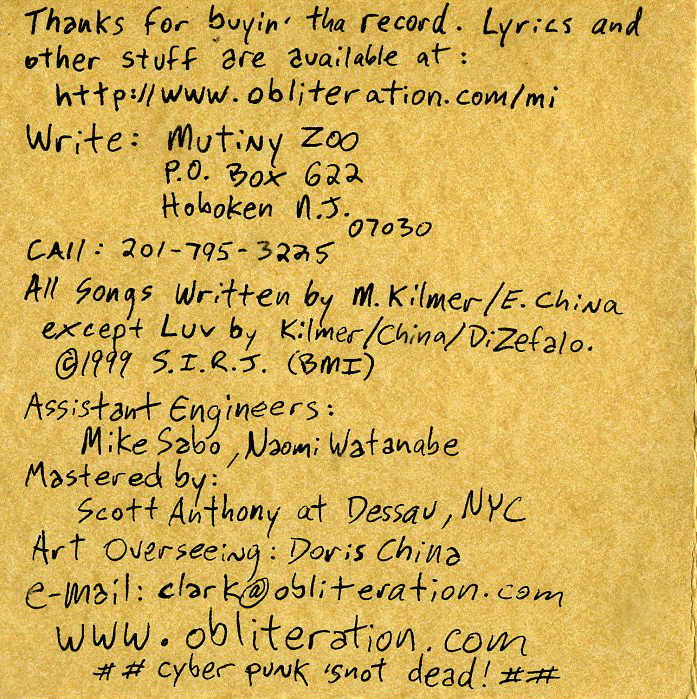 Thanks for buyin' tha record. Lyrics and
other stuff are available at:
http://www.obliteration.com/mi
Write: Mutiny Zoo
P.O. Box 622
Hoboken N.J.
07030
CAll: 201-795-3225
All Songs Written by M. Kilmer/E. China
except Luv by Kilmer/China/DiZefalo.
©1999 S.I.R.J. (BMI)
Assistant Engineers:
Mike Sabo, Naomi Watanabe
Mastered by:
Scott Anthony at Dessau, NYC
Art Overseeing: Doris China
e-mail: clark@obliteration.com
www.obliteration.com
## cyber punk 'snot dead! ##